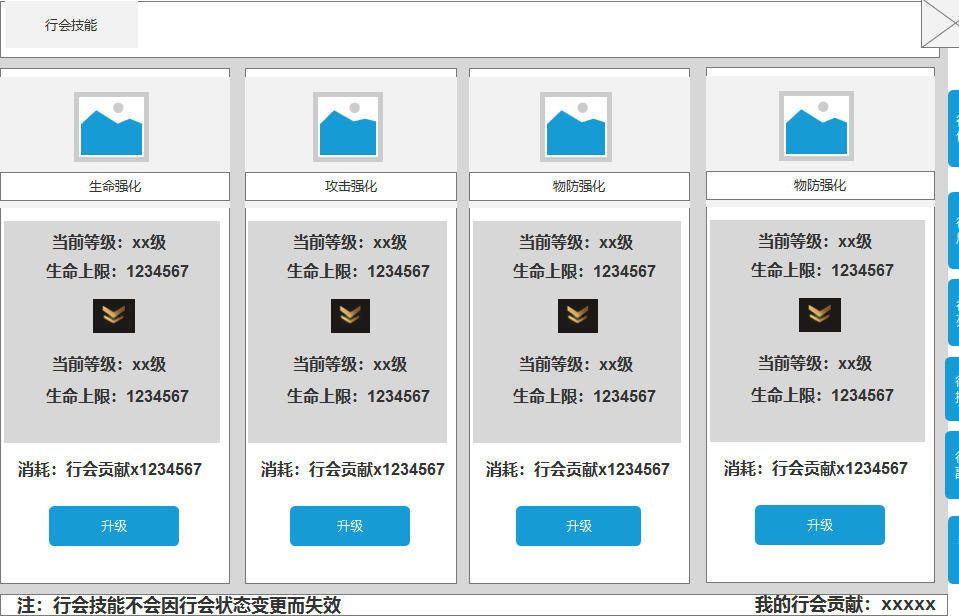 行会技能
生命强化
攻击强化
物防强化
物防强化
当前等级：xx级
生命上限：1234567
当前等级：xx级
生命上限：1234567
当前等级：xx级
生命上限：1234567
当前等级：xx级
生命上限：1234567
当前等级：xx级
生命上限：1234567
当前等级：xx级
生命上限：1234567
当前等级：xx级
生命上限：1234567
当前等级：xx级
生命上限：1234567
消耗：行会贡献x1234567
消耗：行会贡献x1234567
消耗：行会贡献x1234567
消耗：行会贡献x1234567
升级
升级
升级
升级
注：行会技能不会因行会状态变更而失效
我的行会贡献：xxxxx